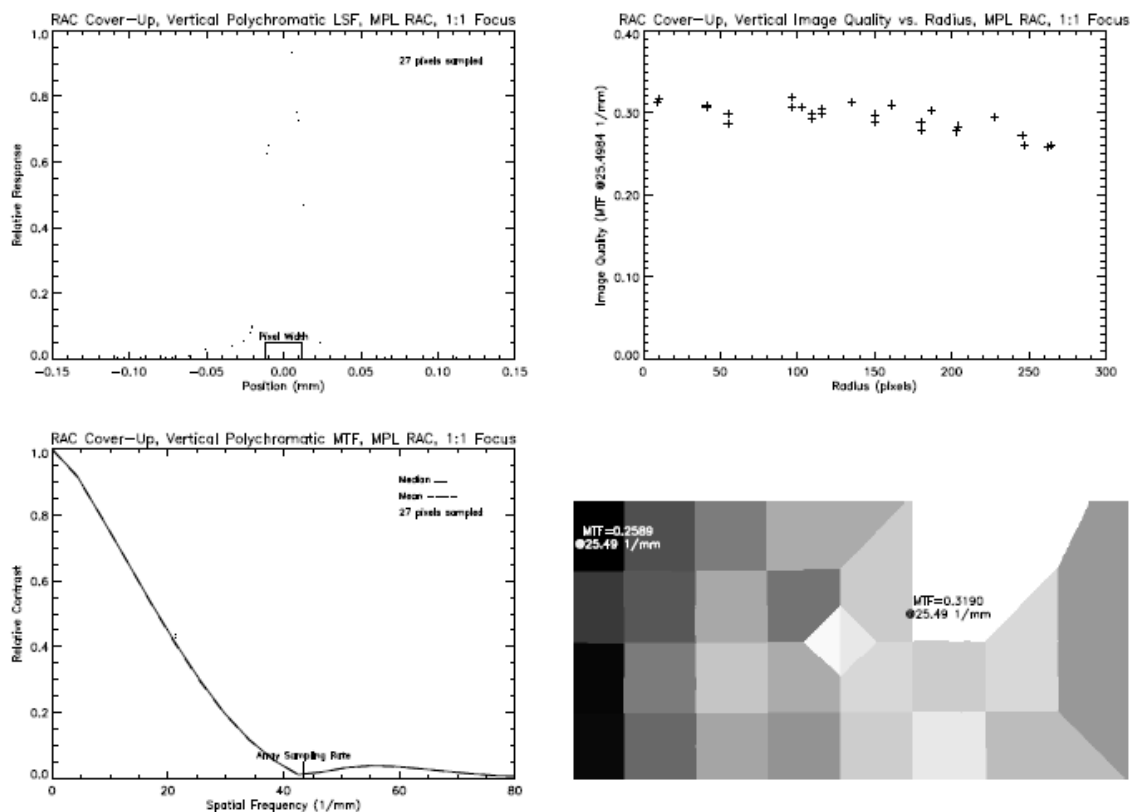 RAC Cover-Up, Vertical Polychromatic LSF, MPL RAC, 1:1 Focus
1.0
0.8
0.6
0.4
0.2
0.0
Relative Response
27 pixels sampled
Pixel Width
-0.15
-0.10
-0.05
0.00
0.05
0.10
0.15
Position (mm)
RAC Cover-Up, Vertical Image Quality vs. Radius, MPL RAC, 1:1 Focus
0.40
0.30
0.20
0.10
0.00
Image Quality (MTF @25.4984 1/mm)
0
50
100
150
200
250
300
Radius (pixels)
RAC Cover-Up, Vertical Polychromatic MTF, MPL RAC, 1:1 Focus
1.0
0.8
0.6
0.4
0.2
0.0
Relative Contrast
Median
Mean
27 pixels sampled
Array Sampling Rate
0
20
40
60
80
Spatial Frequency (1/mm)
MTF=0.2589
@25.49 1/mm
MTF=0.3190
@25.49 1/mm